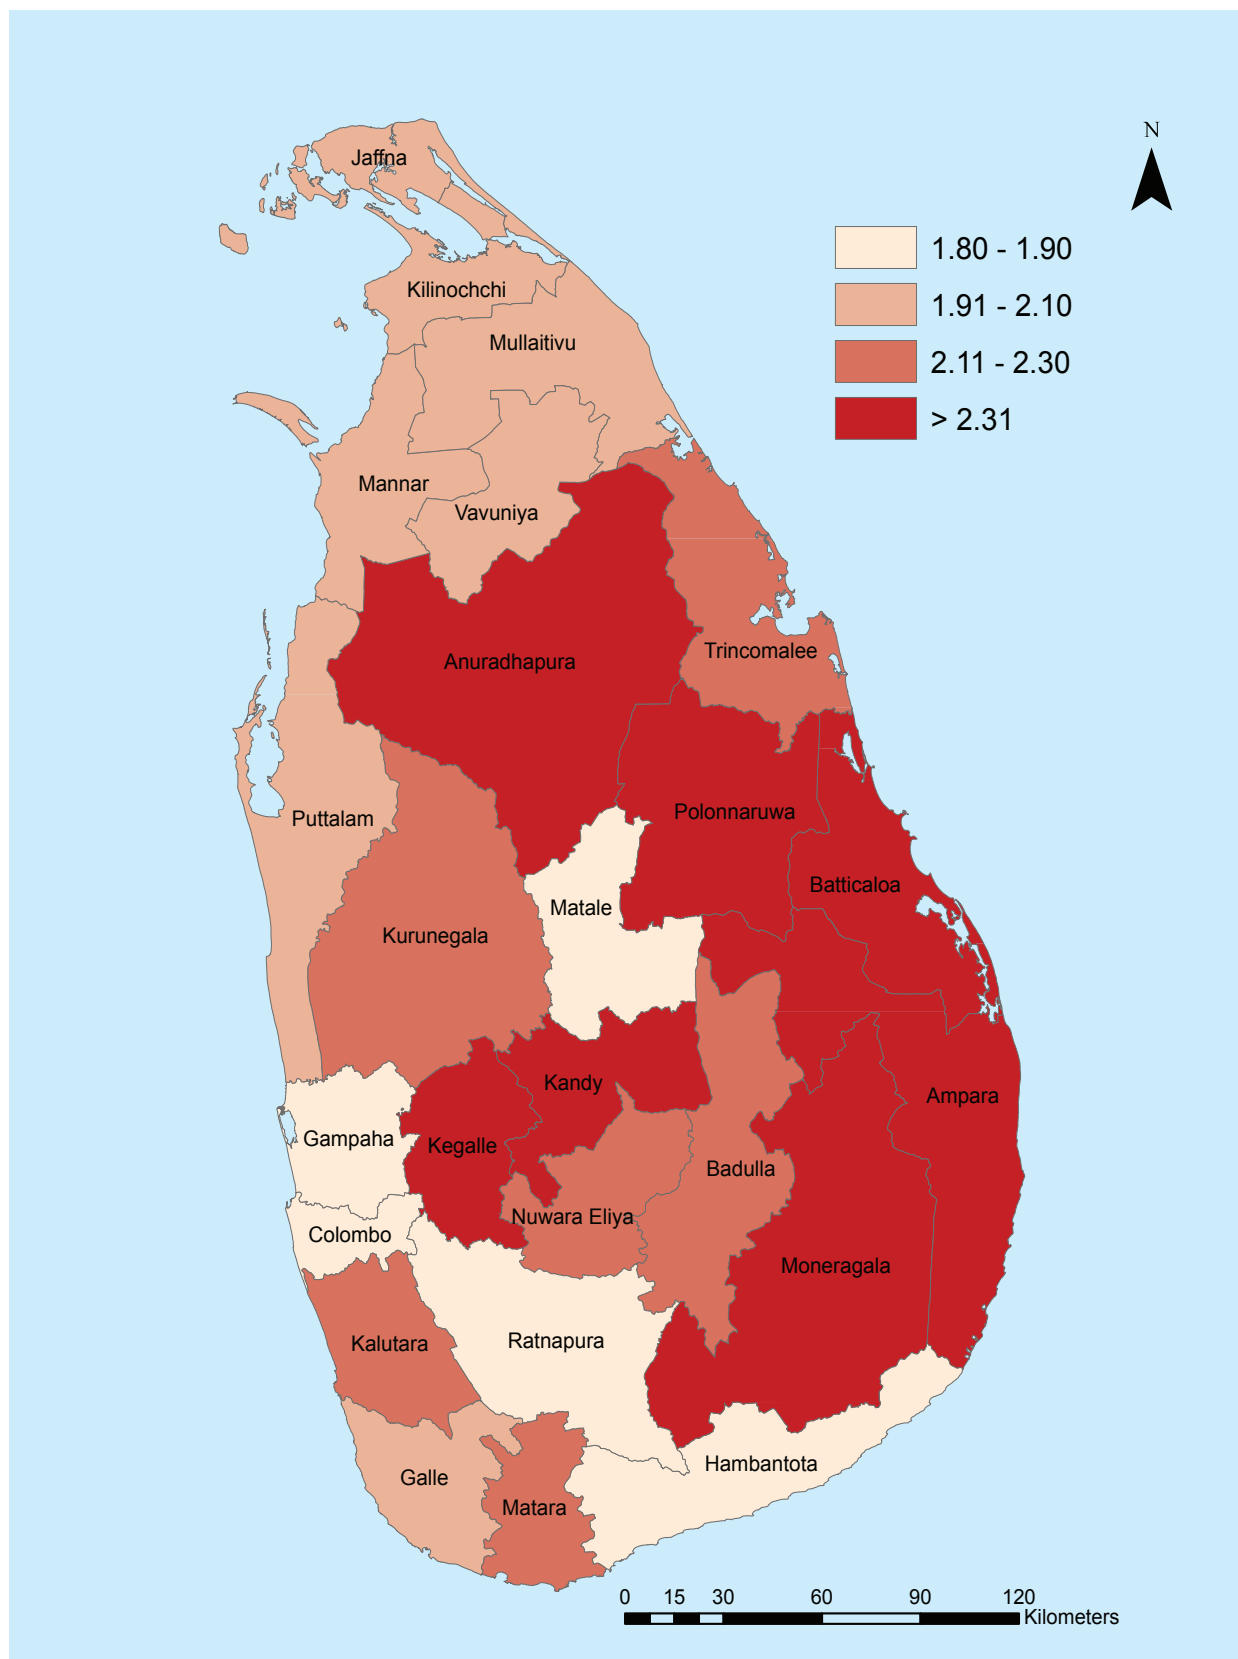 N
1.80 - 1.90
1.91 - 2.10
2.11 - 2.30
> 2.31
Jaffna
Kilinochchi
Mullaitivu
Mannar
Vavuniya
Anuradhapura
Trincomalee
Puttalam
Polonnaruwa
Batticaloa
Matale
Kurunegala
Kandy
Ampara
Gampaha
Kegalle
Badulla
Nuwara Eliya
Colombo
Moneragala
Kalutara
Ratnapura
Hambantota
Galle
Matara
0 15 30 60 90 120
Kilometers